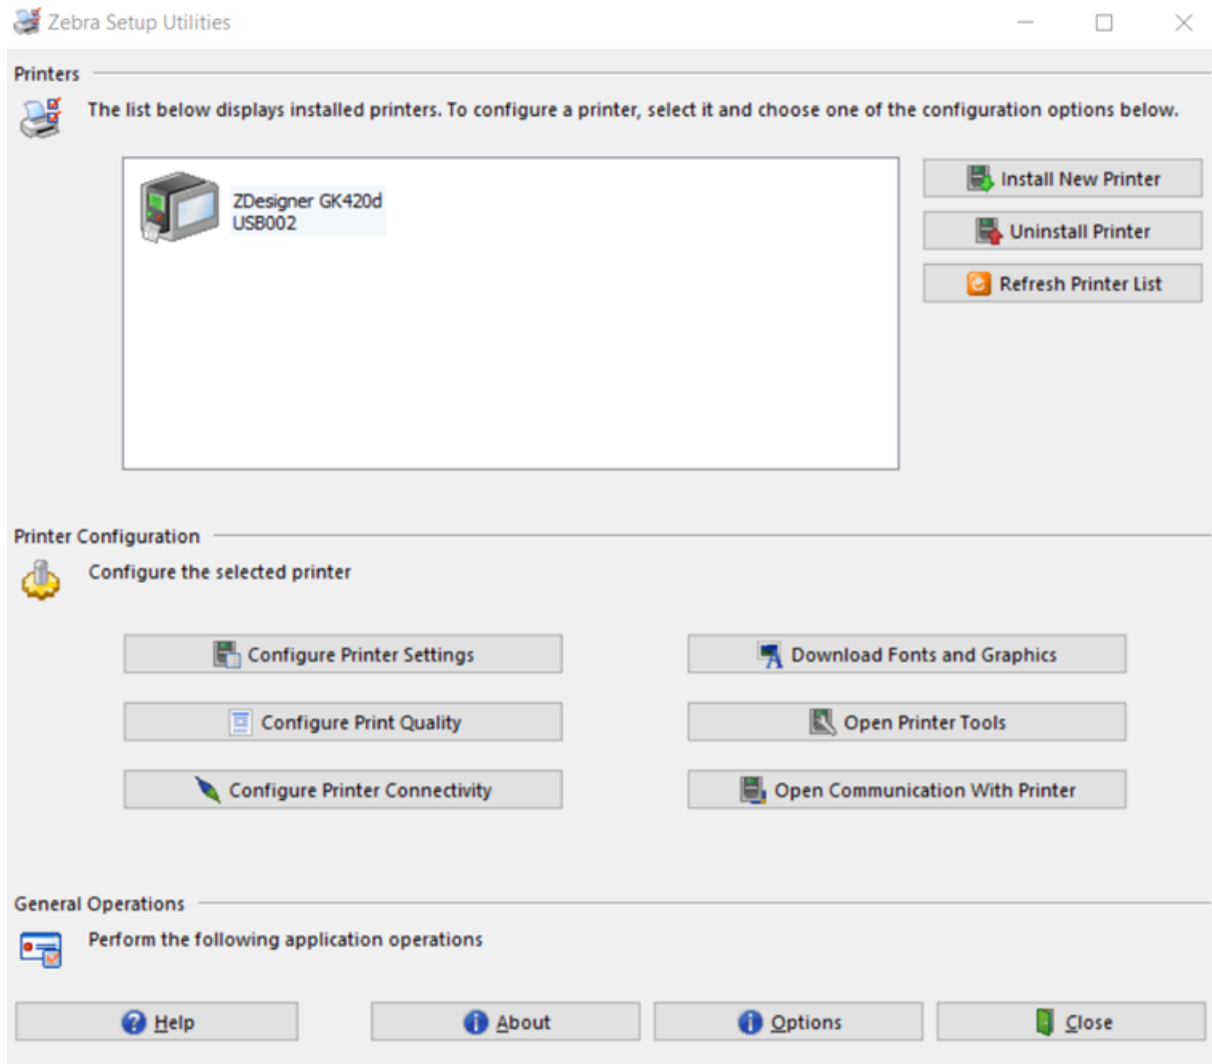 Zebra Setup Utilities
Printers
The list below displays installed printers. To configure a printer, select it and choose one of the configuration options below.
ZDesigner GK420d
USB002
Install New Printer
Uninstall Printer
Refresh Printer List
Printer Configuration
Configure the selected printer
Configure Printer Settings
Download Fonts and Graphics
Configure Print Quality
Open Printer Tools
Configure Printer Connectivity
Open Communication With Printer
General Operations
Perform the following application operations
Help
About
Options
Close